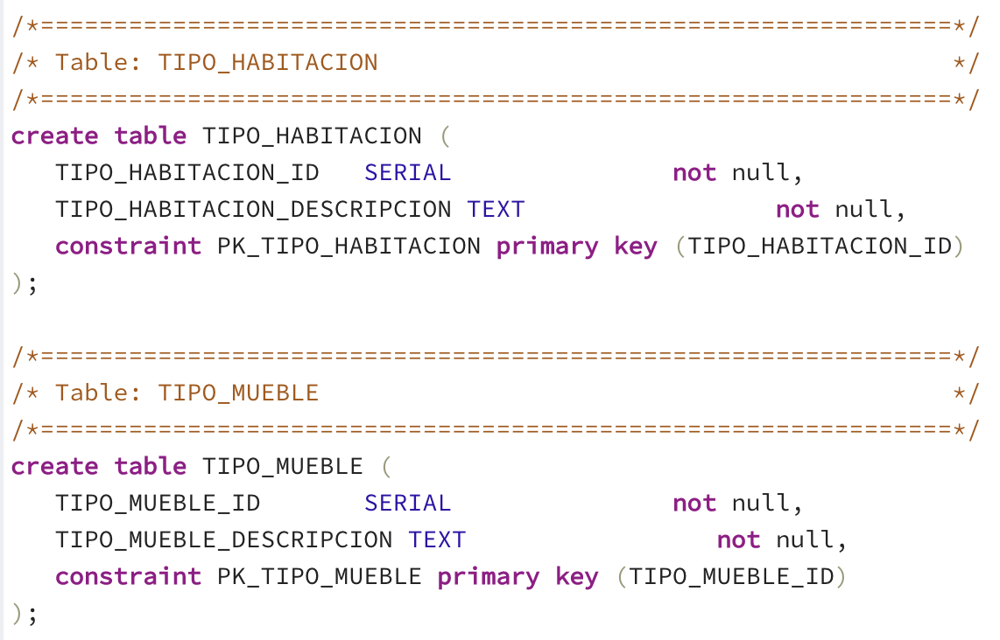 /*==============================================================*/
/* Table: TIPO_HABITACION                                       */
/*==============================================================*/
create table TIPO_HABITACION (
   TIPO_HABITACION_ID   SERIAL               not null,
   TIPO_HABITACION_DESCRIPCION TEXT                 not null,
   constraint PK_TIPO_HABITACION primary key (TIPO_HABITACION_ID)
);

/*==============================================================*/
/* Table: TIPO_MUEBLE                                           */
/*==============================================================*/
create table TIPO_MUEBLE (
   TIPO_MUEBLE_ID       SERIAL               not null,
   TIPO_MUEBLE_DESCRIPCION TEXT                 not null,
   constraint PK_TIPO_MUEBLE primary key (TIPO_MUEBLE_ID)
);